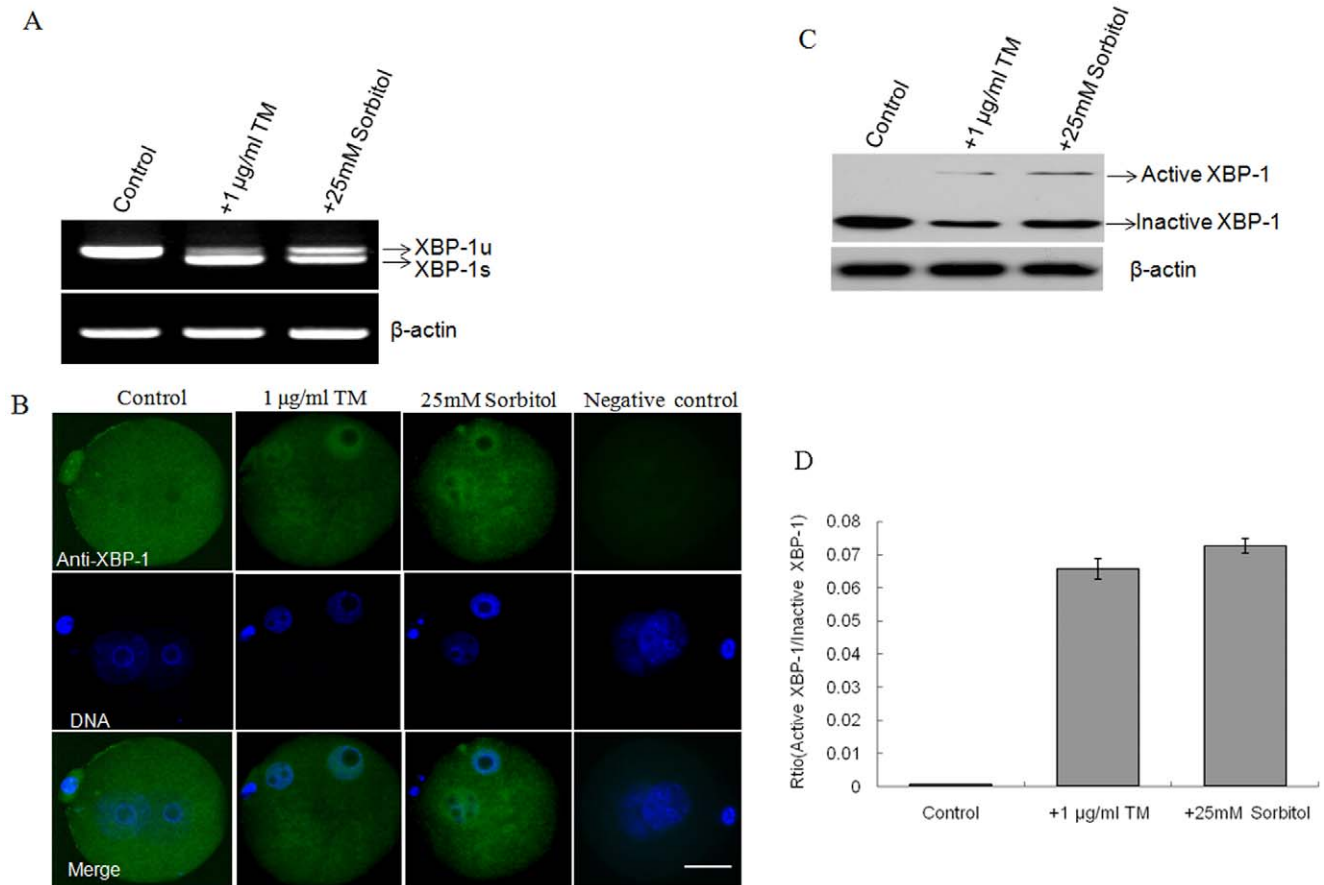 A
Control
+1 µg/ml TM
+25mM Sorbitol
XBP-1u
XBP-1s
β-actin
B
Control
1 µg/ml TM
25mM Sorbitol
Negative control
Anti-XBP-1
DNA
Merge
C
Control
+1 µg/ml TM
+25mM Sorbitol
Active XBP-1
Inactive XBP-1
β-actin
D
Rtio(Active XBP-1/Inactive XBP-1)
0.08
0.07
0.06
0.05
0.04
0.03
0.02
0.01
0
Control
+1 µg/ml TM
+25mM Sorbitol